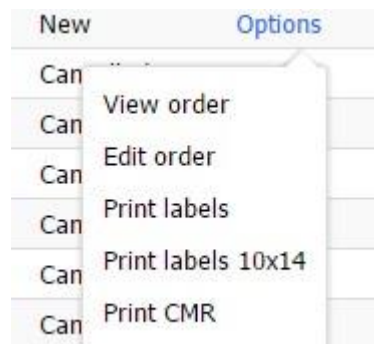 New Options
Can
View order
Can
Edit order
Can
Print labels
Can
Print labels 10x14
Can
Print CMR
Can